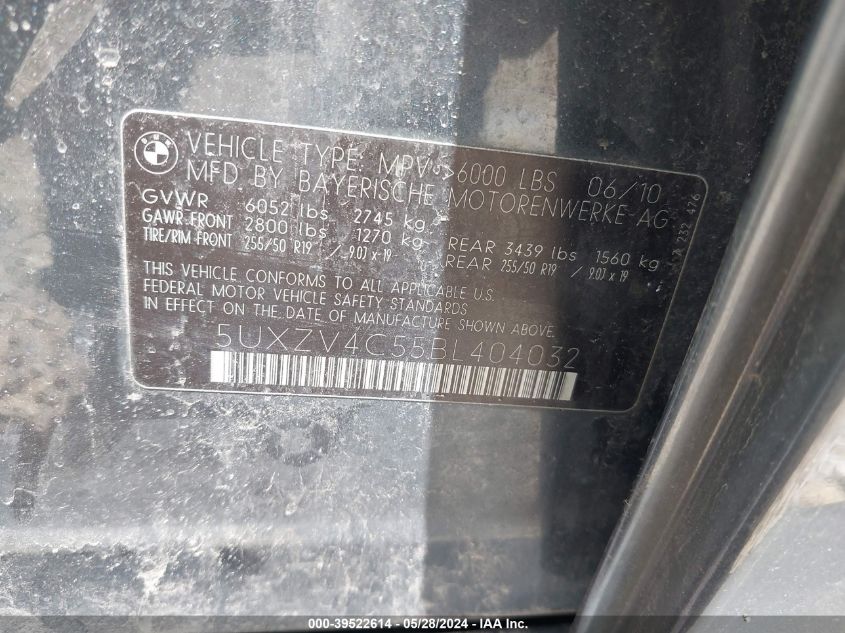 BMW
VEHICLE TYPE: MPV >6000 LBS 06/10
MFD BY BAYERISCHE MOTORENWERKE AG
GVWR 6052 lbs 2745 kg
GAWR FRONT 2800 lbs 1270 kg REAR 3439 lbs 1560 kg
TIRE/RIM FRONT 255/50 R19 / 9.0J x 19 REAR 255/50 R19 / 9.0J x 19
232 476
THIS VEHICLE CONFORMS TO ALL APPLICABLE U.S.
FEDERAL MOTOR VEHICLE SAFETY STANDARDS
IN EFFECT ON THE DATE OF MANUFACTURE SHOWN ABOVE.
5UXZV4C55BL404032
000-39522614 - 05/28/2024 - IAA Inc.